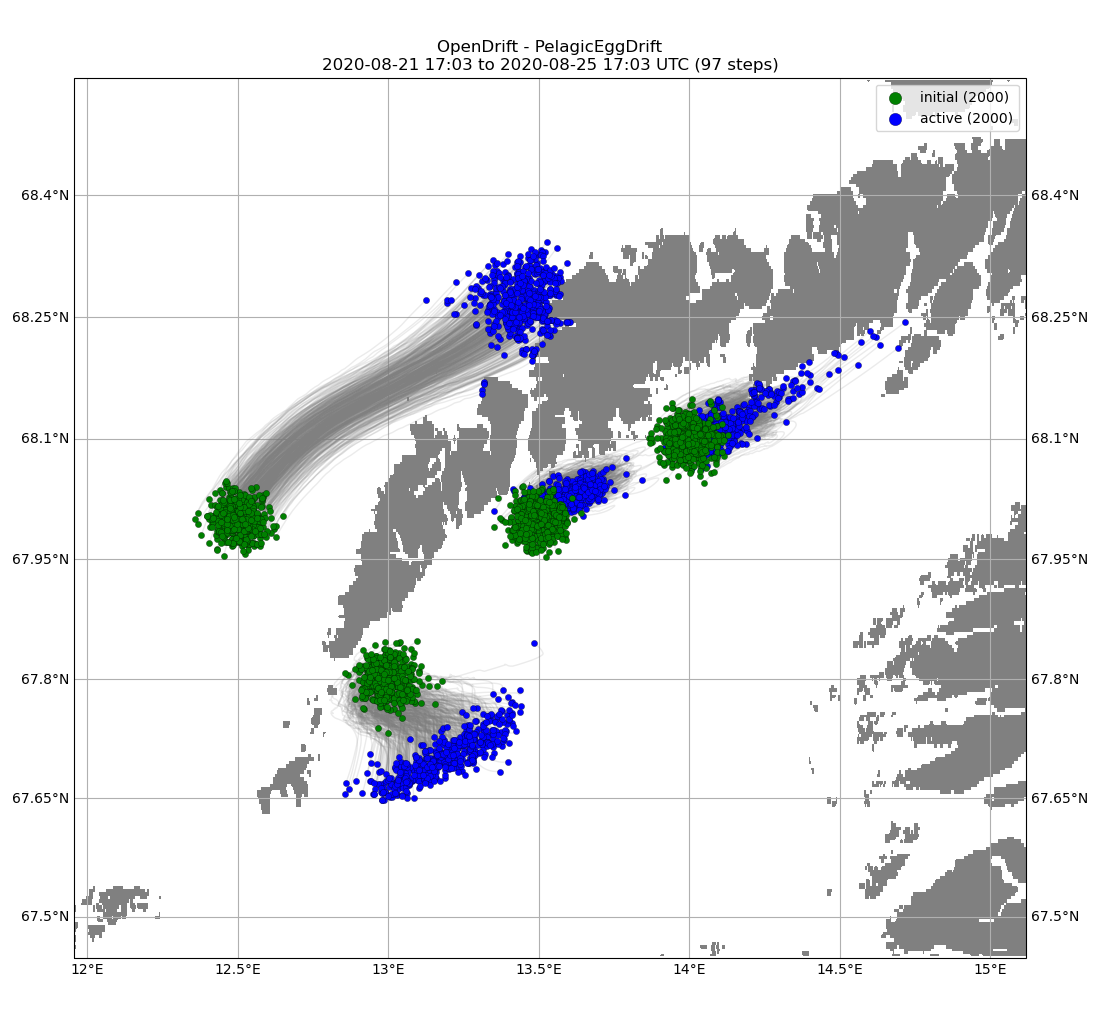 OpenDrift - PelagicEggDrift
2020-08-21 17:03 to 2020-08-25 17:03 UTC (97 steps)
initial (2000)
active (2000)
68.4°N 68.4°N
68.25°N 68.25°N
68.1°N 68.1°N
67.95°N 67.95°N
67.8°N 67.8°N
67.65°N 67.65°N
67.5°N 67.5°N
12°E 12.5°E 13°E 13.5°E 14°E 14.5°E 15°E